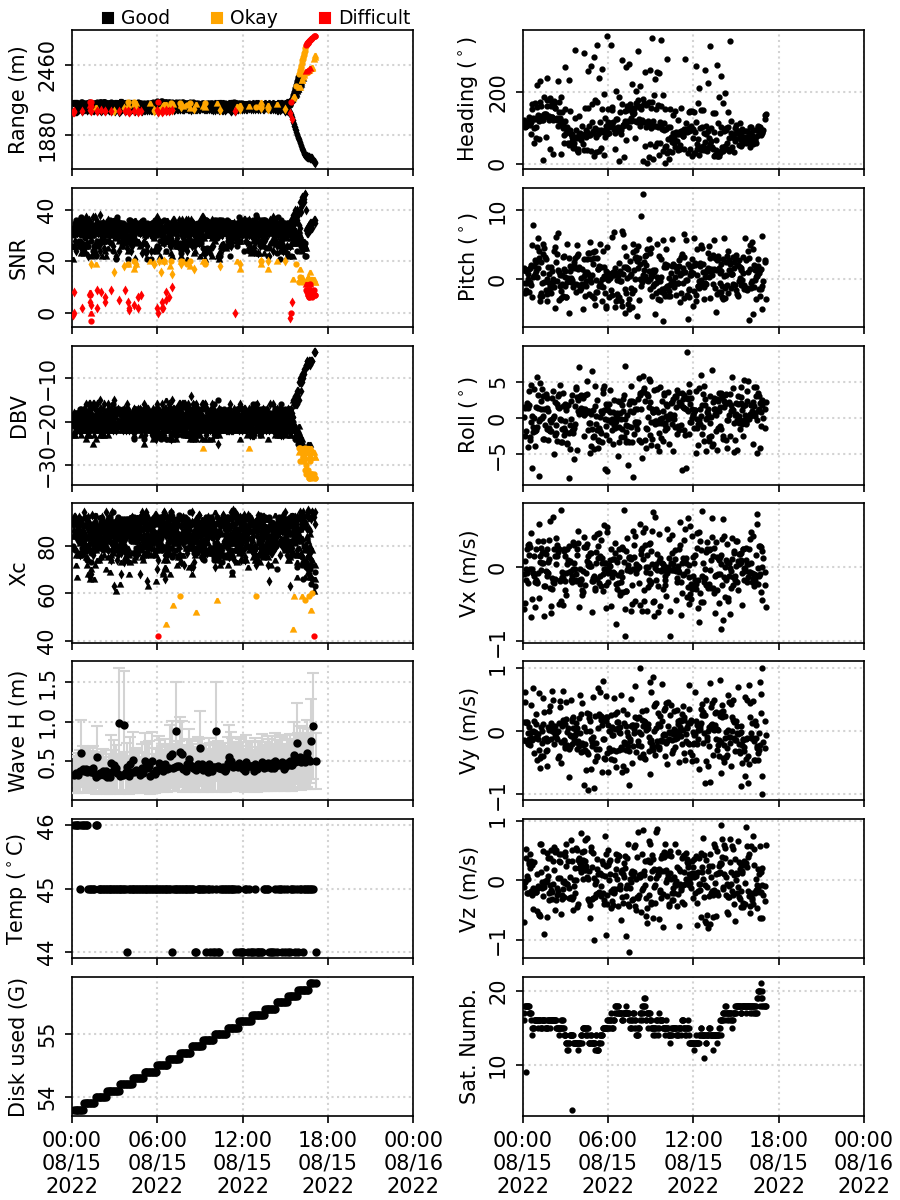 Good Okay Difficult
Range (m)
2460
1880
Heading (°)
200
0
SNR
40
20
0
Pitch (°)
10
0
DBV
−10
−20
−30
Roll (°)
5
0
−5
Xc
80
60
40
Vx (m/s)
0
−1
Wave H (m)
1.5
1.0
0.5
Vy (m/s)
1
0
−1
Temp (°C)
46
45
44
Vz (m/s)
1
0
−1
Disk used (G)
55
54
Sat. Numb.
20
10
00:00 06:00 12:00 18:00 00:00
08/15 08/15 08/15 08/15 08/16
2022 2022 2022 2022 2022
00:00 06:00 12:00 18:00 00:00
08/15 08/15 08/15 08/15 08/16
2022 2022 2022 2022 2022